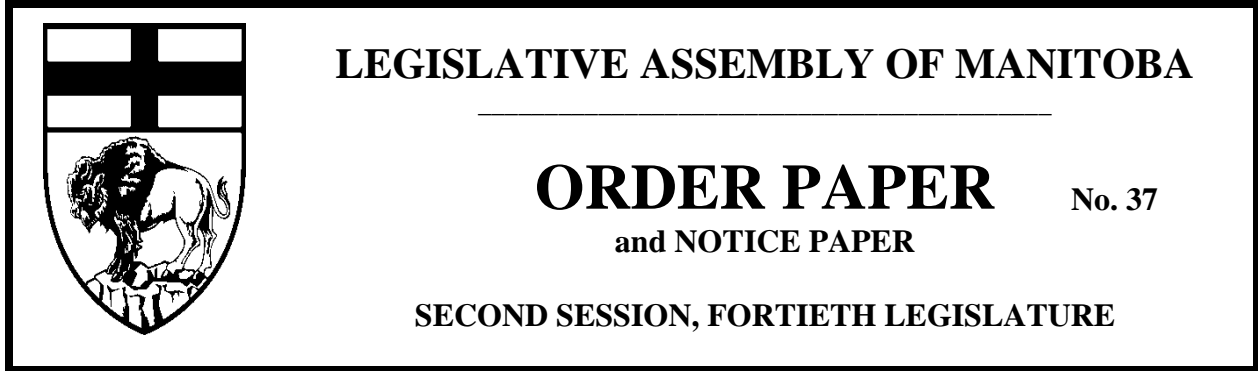 LEGISLATIVE ASSEMBLY OF MANITOBA
ORDER PAPER No. 37
and NOTICE PAPER
SECOND SESSION, FORTIETH LEGISLATURE